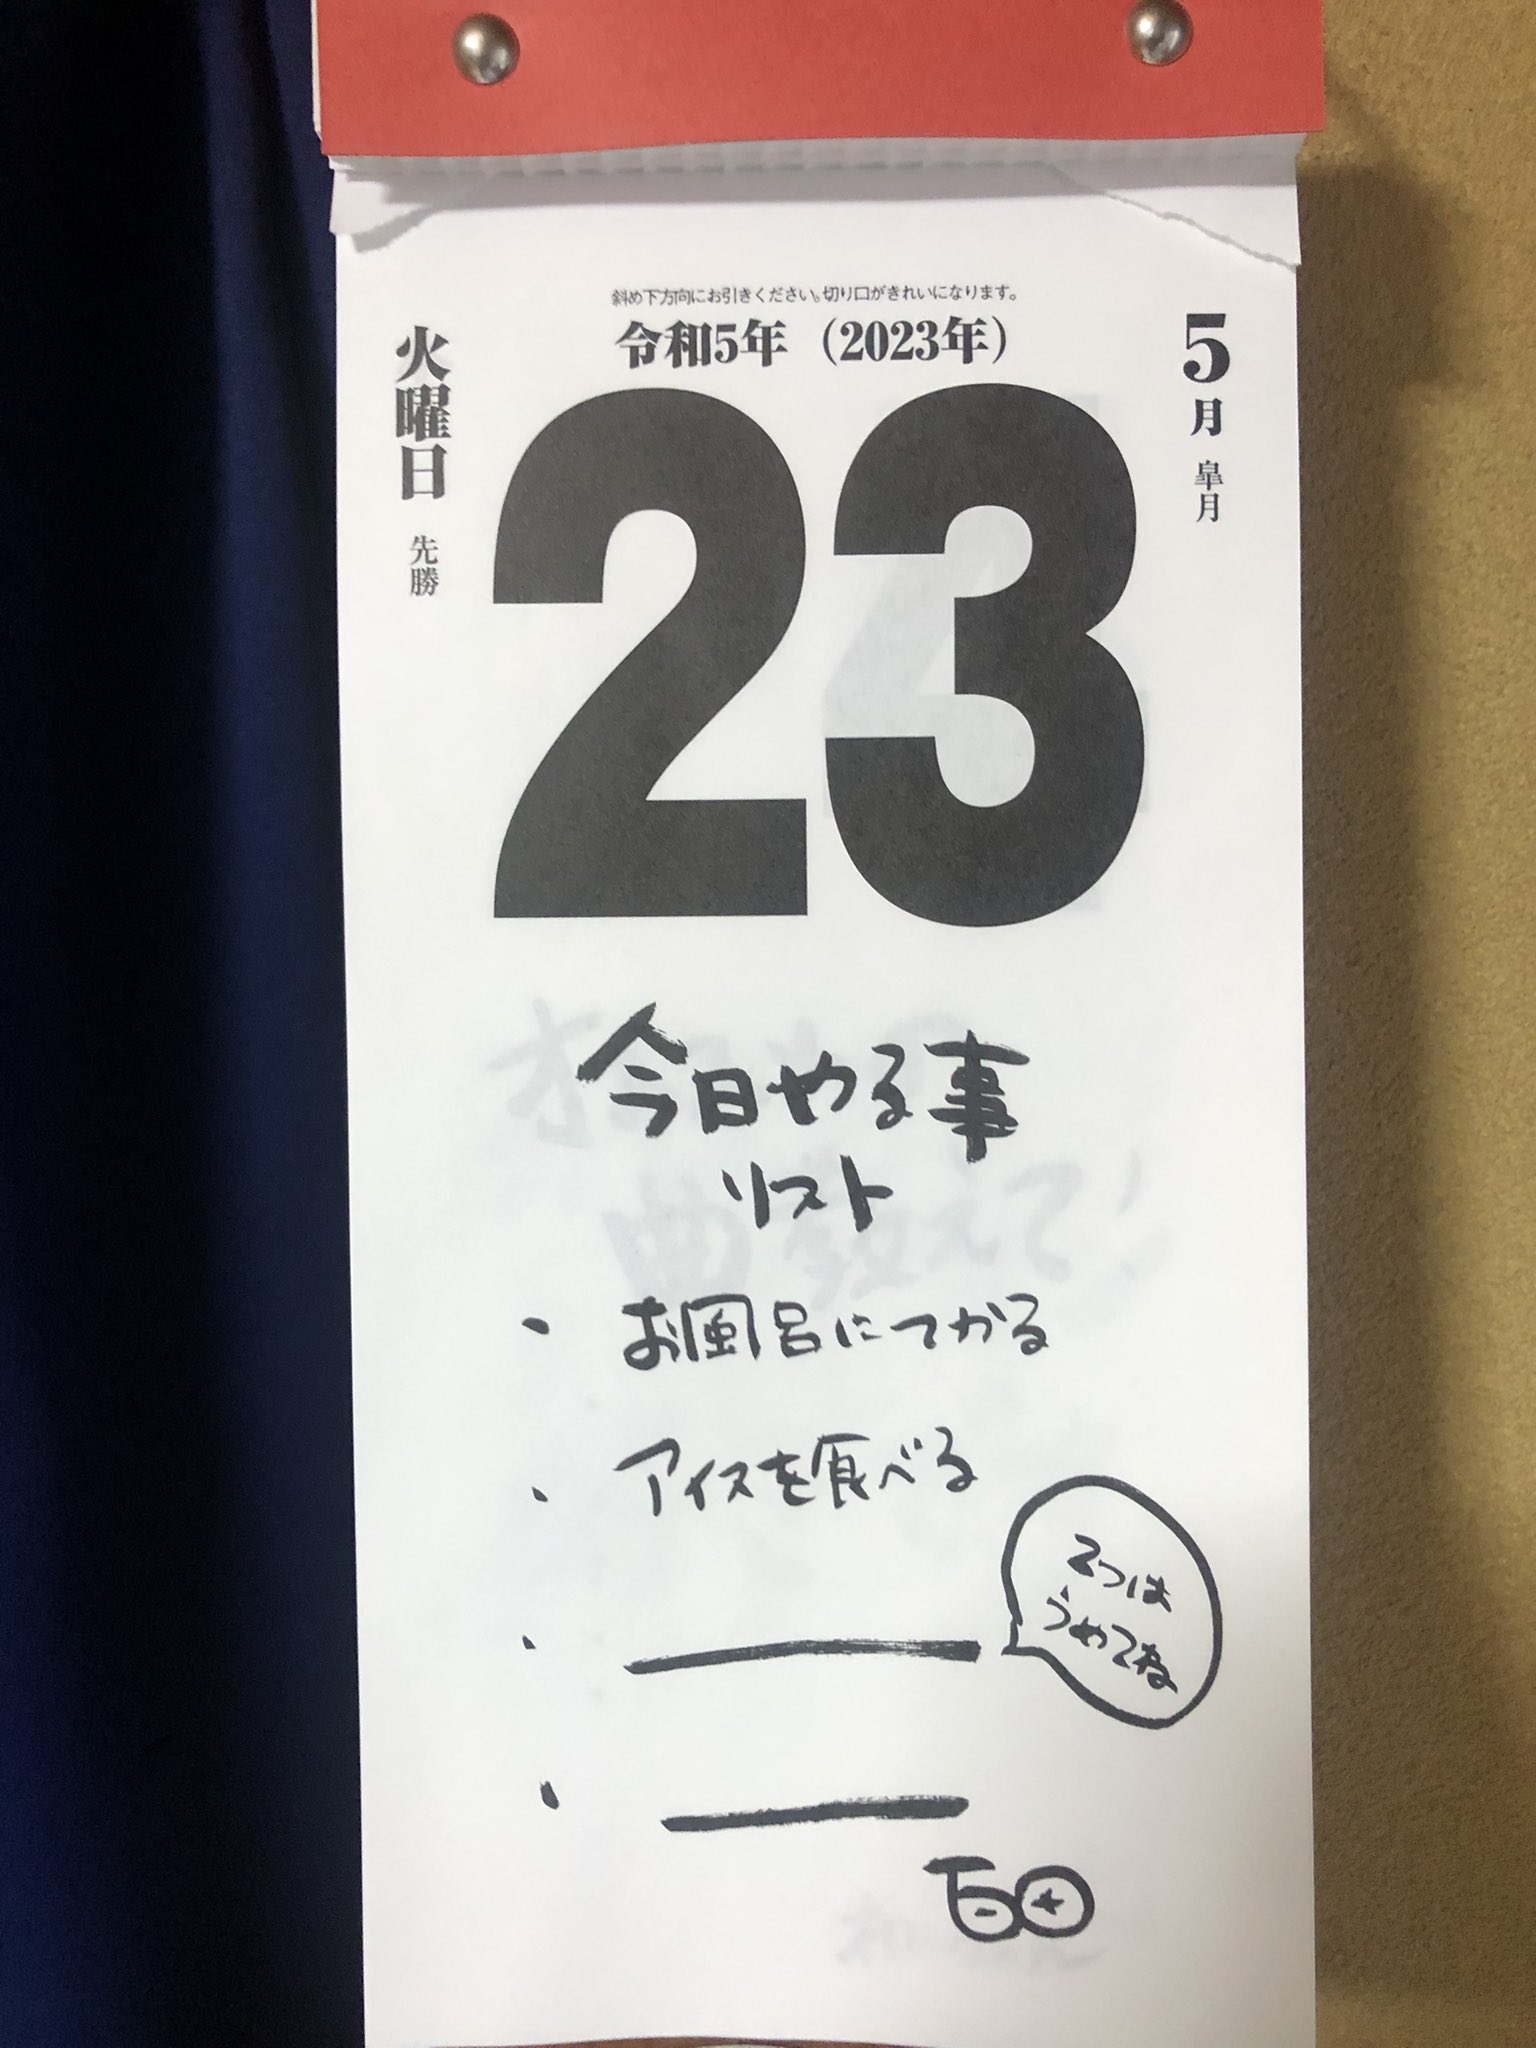 斜め下方向にお引きください。切り口がきれいになります。
令和5年（2023年）
5月 皐月
火曜日 先勝
23
今日やる事
リスト
・お風呂につかる
・アイスを食べる
・
・
2つは
うめてね